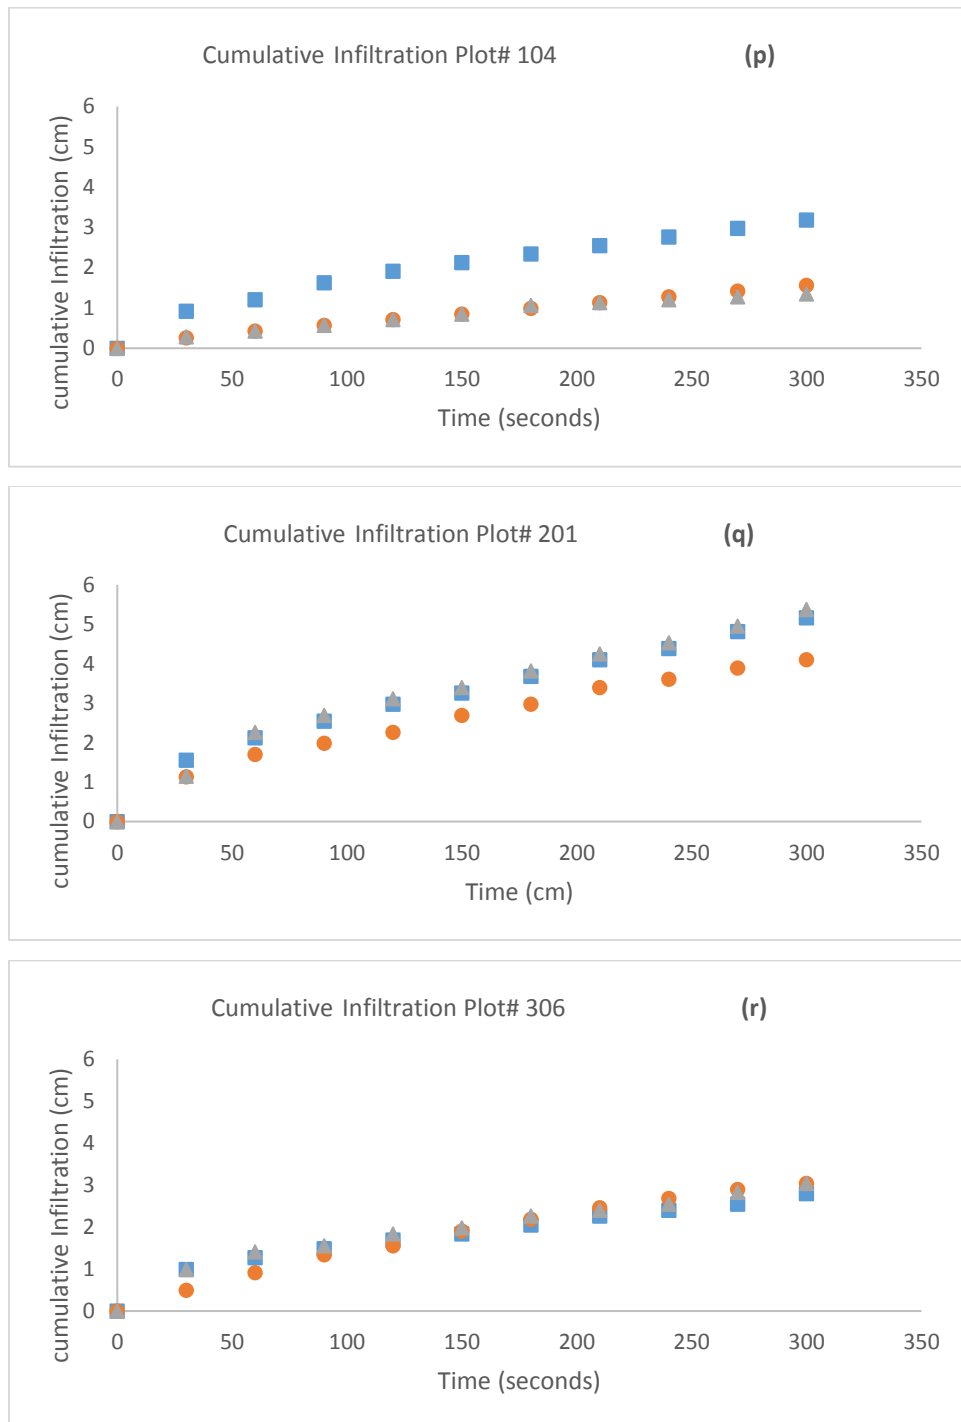 Cumulative Infiltration Plot# 104 (p)
cumulative Infiltration (cm)
6
5
4
3
2
1
0
0 50 100 150 200 250 300 350
Time (seconds)
Cumulative Infiltration Plot# 201 (q)
cumulative Infiltration (cm)
6
5
4
3
2
1
0
0 50 100 150 200 250 300 350
Time (cm)
Cumulative Infiltration Plot# 306 (r)
cumulative Infiltration (cm)
6
5
4
3
2
1
0
0 50 100 150 200 250 300 350
Time (seconds)